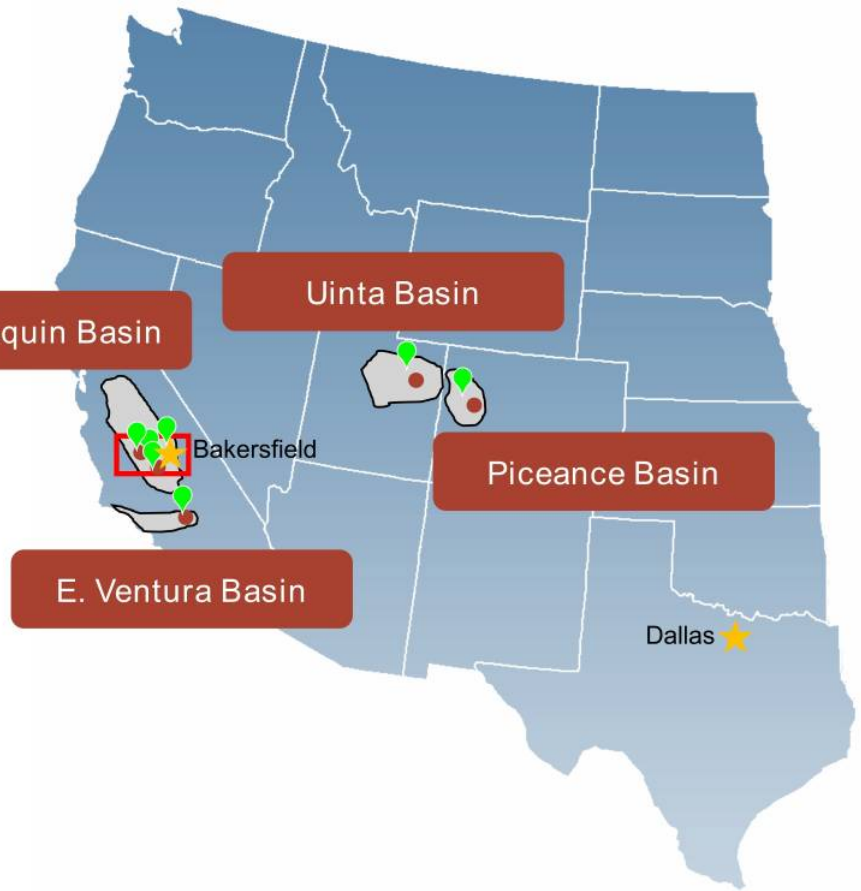 Uinta Basin
quin Basin
Bakersfield
Piceance Basin
E. Ventura Basin
Dallas